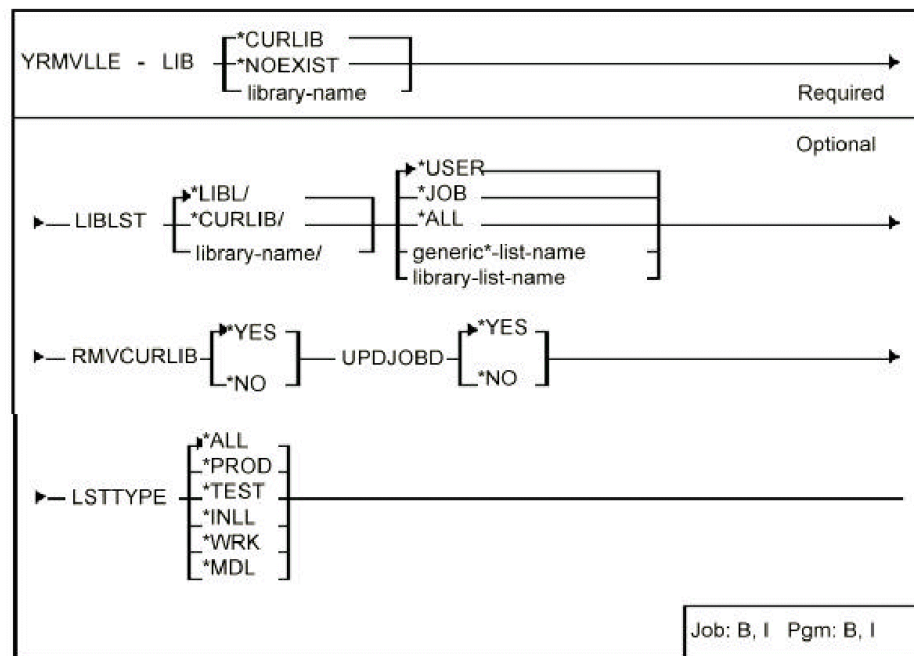 *CURLIB
YRMVLLE - LIB *NOEXIST
library-name
Required
Optional
*USER
*LIBL/ *JOB
LIBLST *CURLIB/ *ALL
library-name/ generic*-list-name
library-list-name
*YES *YES
RMVCURLIB UPDJOBD
*NO *NO
*ALL
*PROD
LSTTYPE *TEST
*INLL
*WRK
*MDL
Job: B, I Pgm: B, I